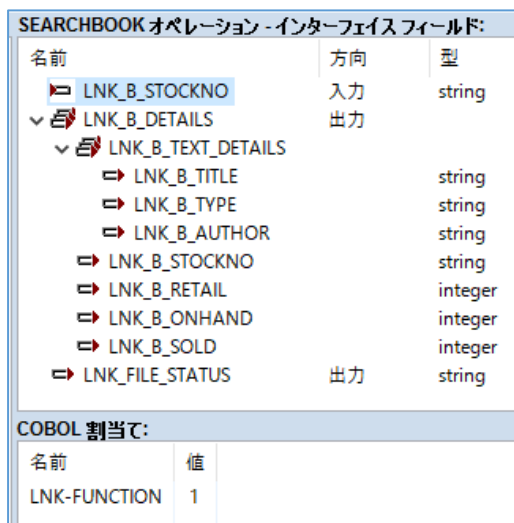 SEARCHBOOK オペレーション - インターフェイス フィールド:
名前 方向 型
LNK_B_STOCKNO 入力 string
LNK_B_DETAILS 出力
LNK_B_TEXT_DETAILS
LNK_B_TITLE string
LNK_B_TYPE string
LNK_B_AUTHOR string
LNK_B_STOCKNO string
LNK_B_RETAIL integer
LNK_B_ONHAND integer
LNK_B_SOLD integer
LNK_FILE_STATUS 出力 string
COBOL 割当て:
名前 値
LNK-FUNCTION 1